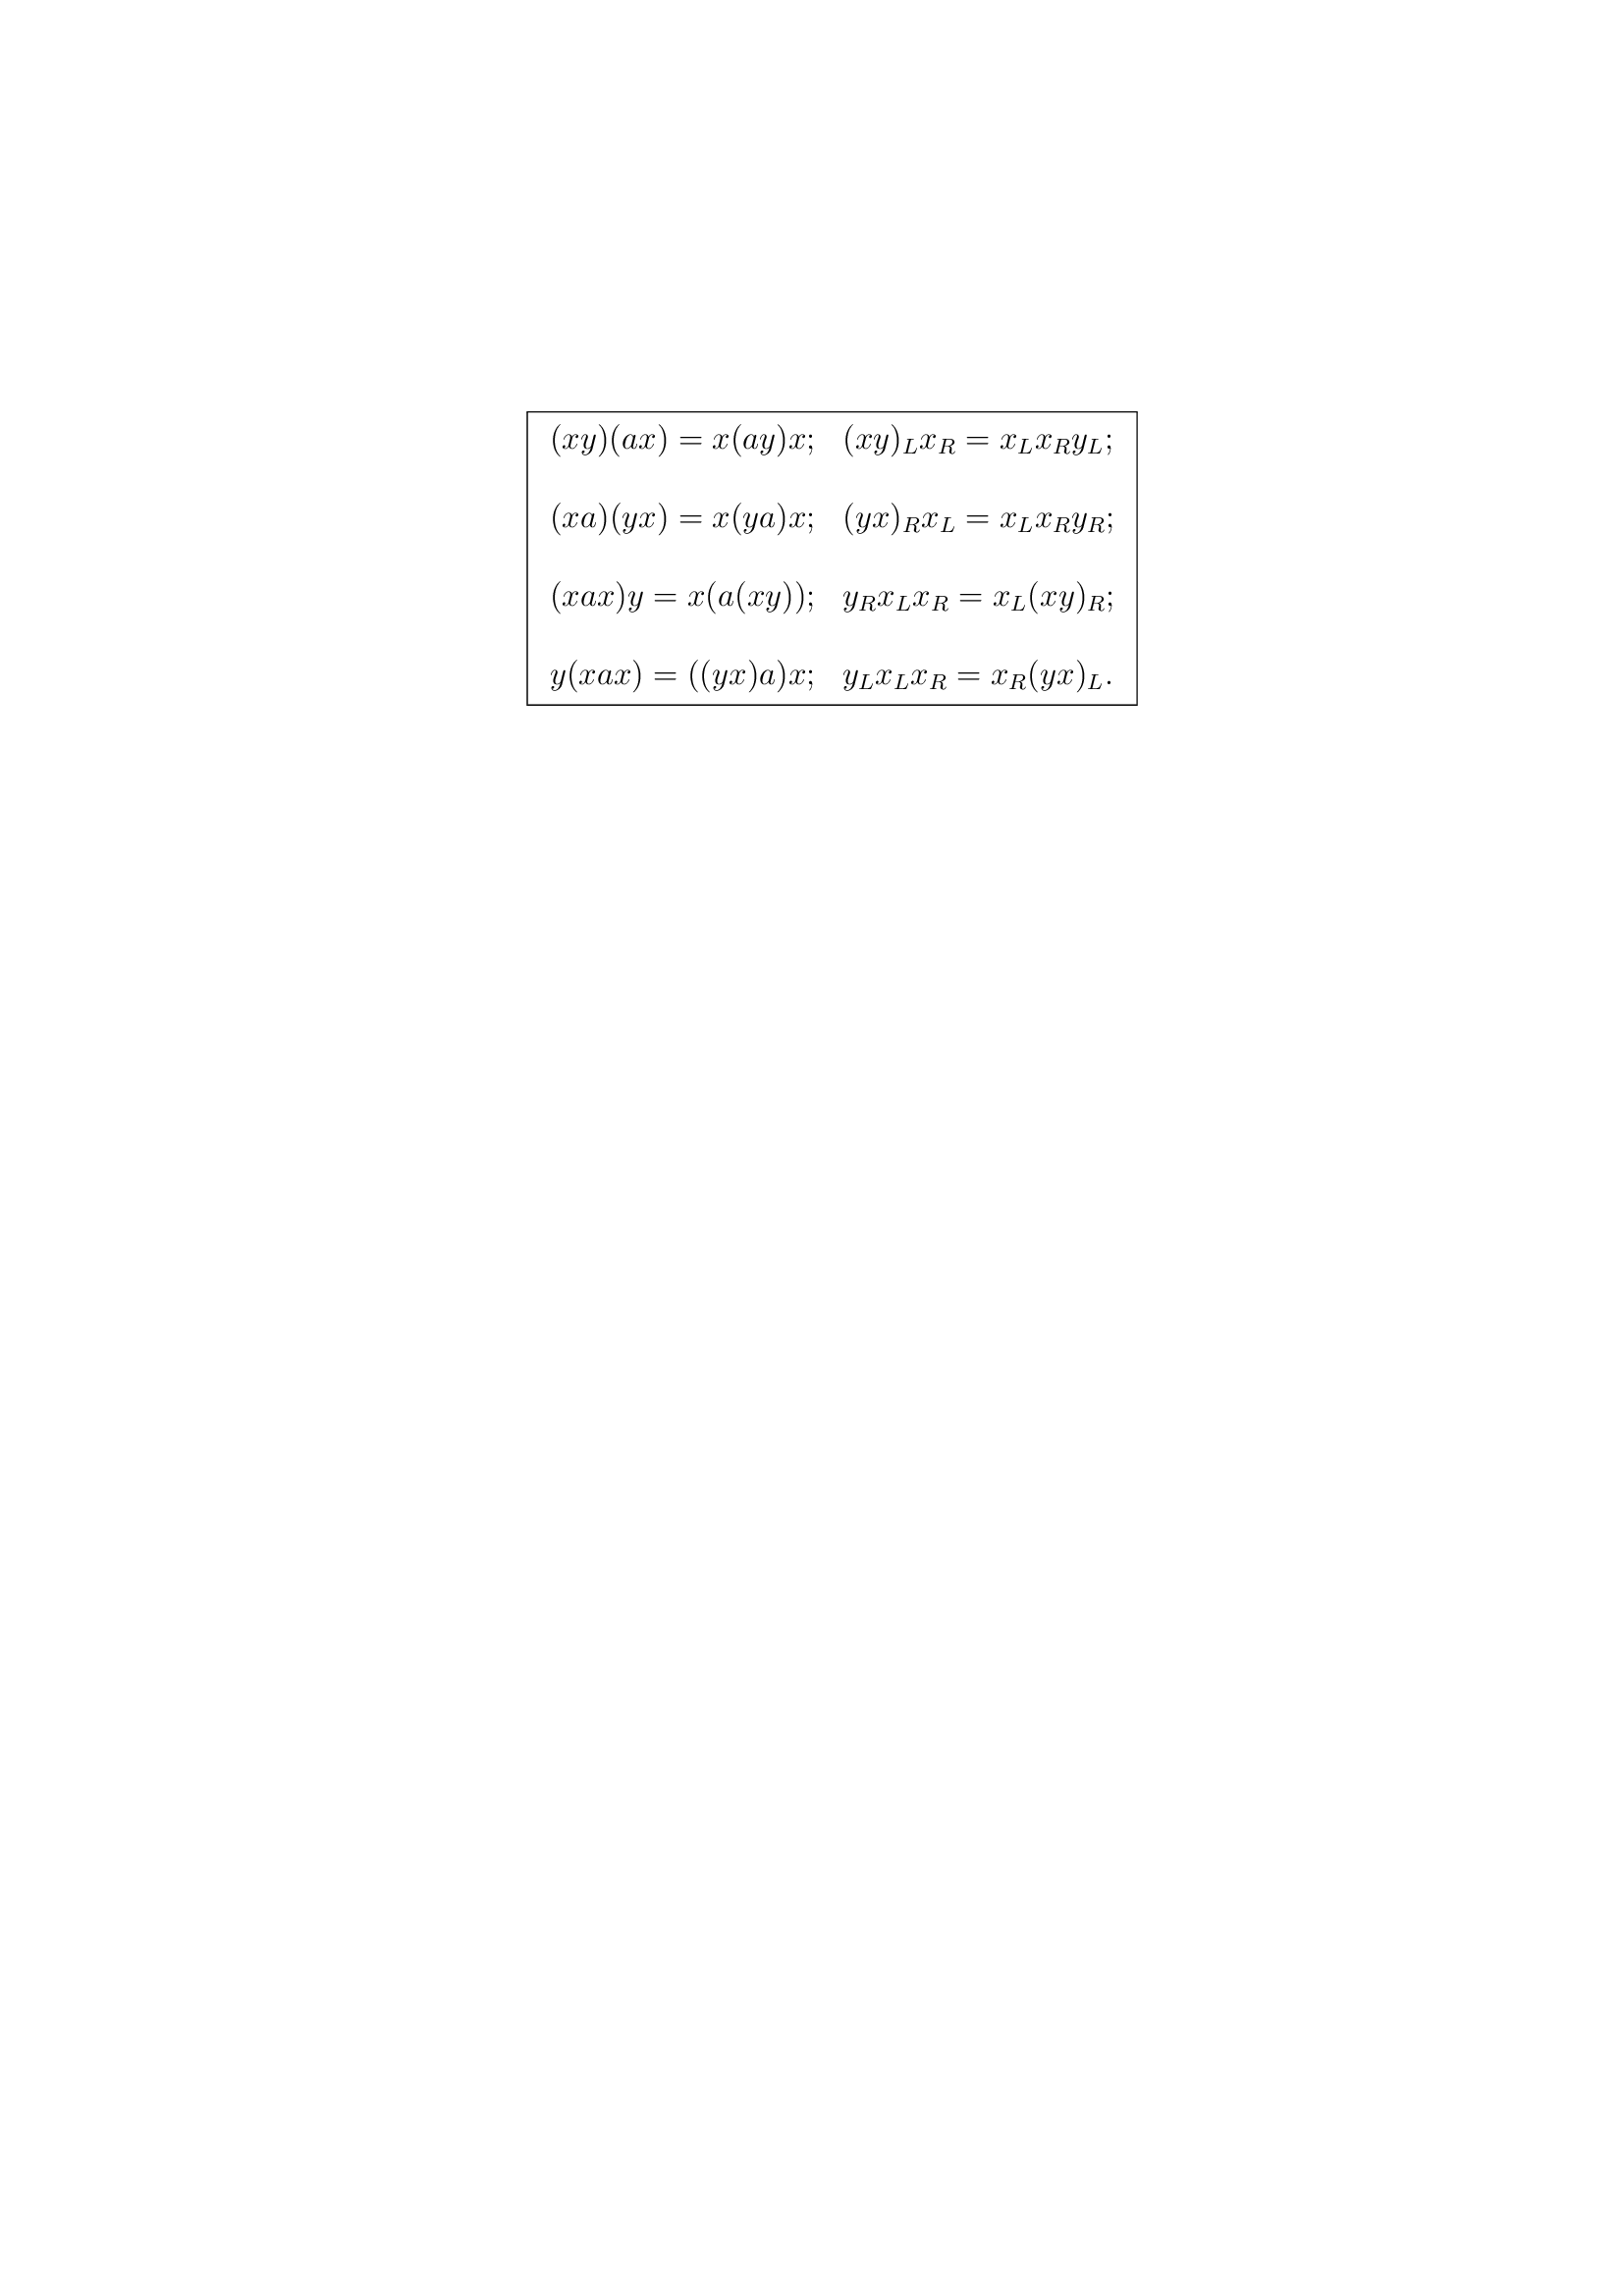 (xy)(ax) = x(ay)x; (xy)_L x_R = x_L x_R y_L;
(xa)(yx) = x(ya)x; (yx)_R x_L = x_L x_R y_R;
(xax)y = x(a(xy)); y_R x_L x_R = x_L (xy)_R;
y(xax) = ((yx)a)x; y_L x_L x_R = x_R (yx)_L.